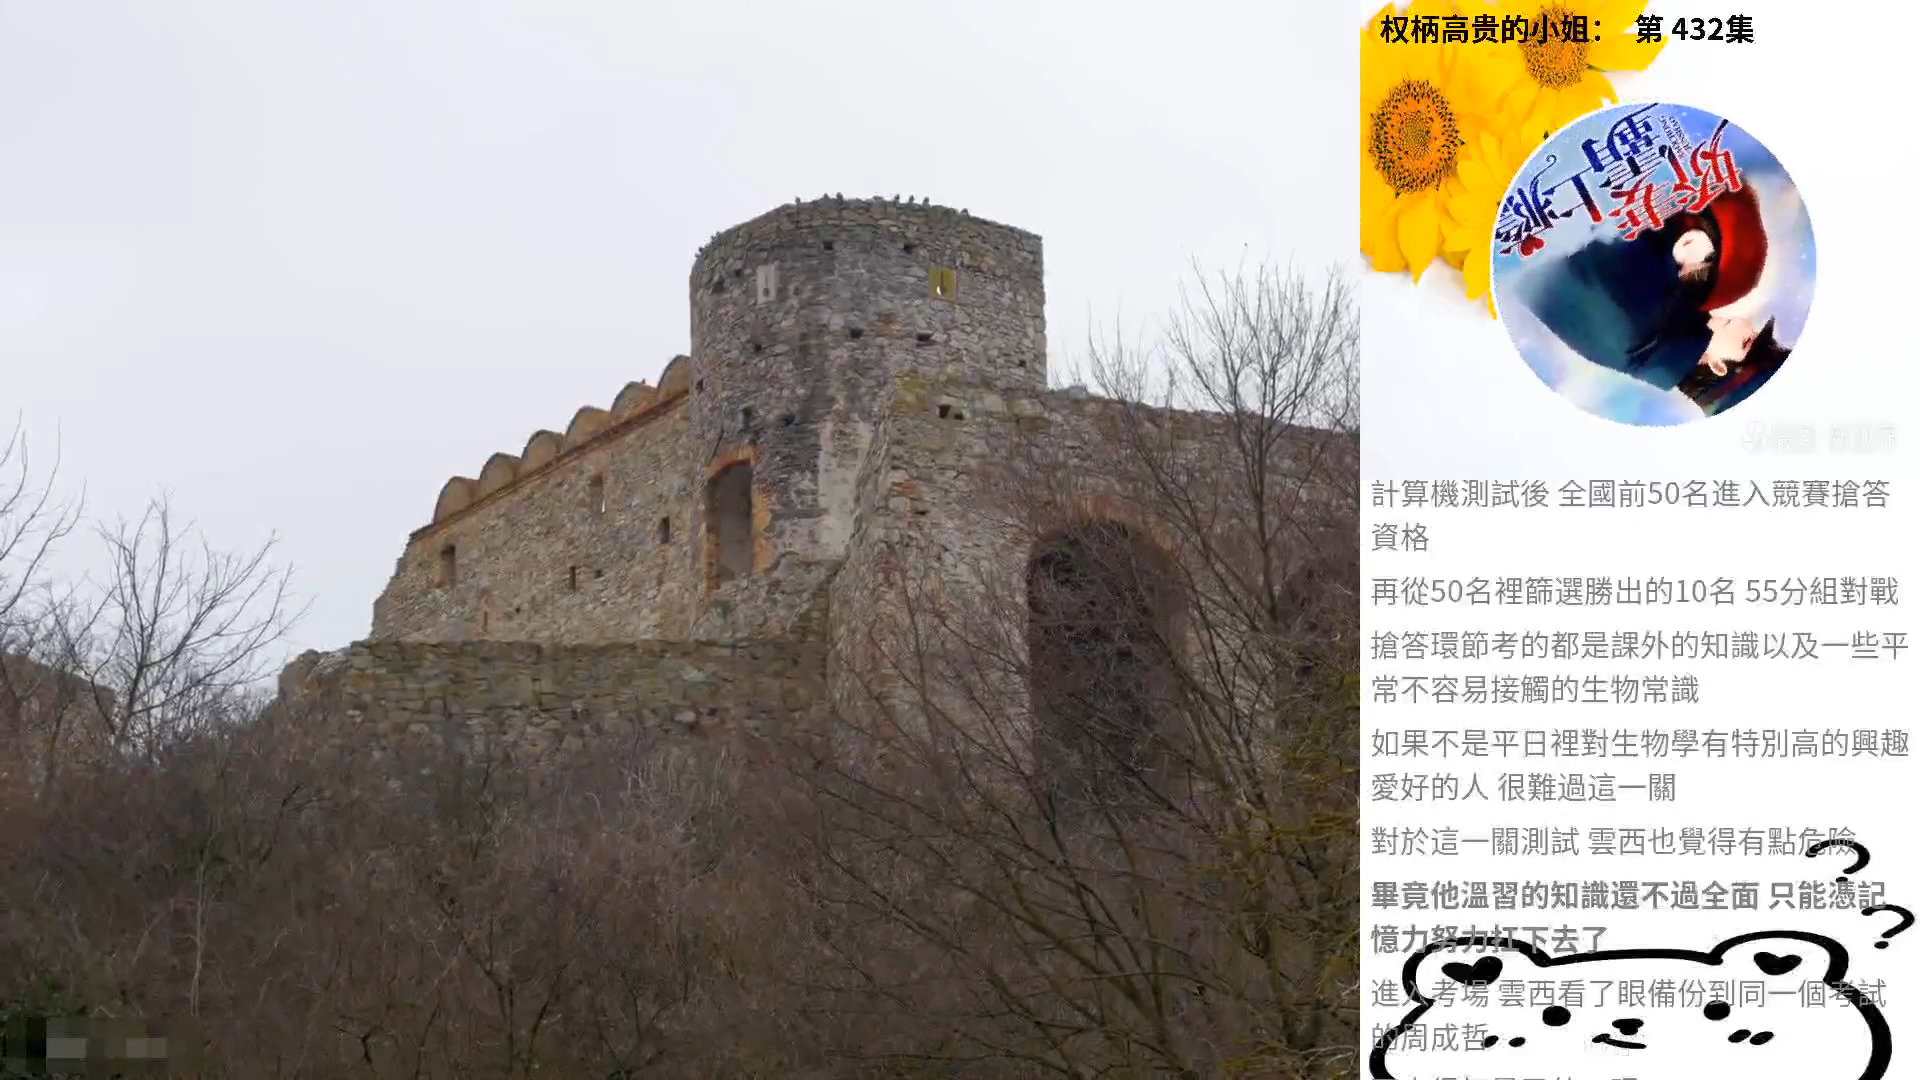 权柄高贵的小姐： 第 432集
計算機測試後 全國前50名進入競賽搶答
資格
再從50名裡篩選勝出的10名 55分組對戰
搶答環節考的都是課外的知識以及一些平
常不容易接觸的生物常識
如果不是平日裡對生物學有特別高的興趣
愛好的人 很難過這一關
對於這一關測試 雲西也覺得有點危險
畢竟他溫習的知識還不過全面 只能憑記
憶力努力扛下去了
進入考場 雲西看了眼備份到同一個考試
的周成哲